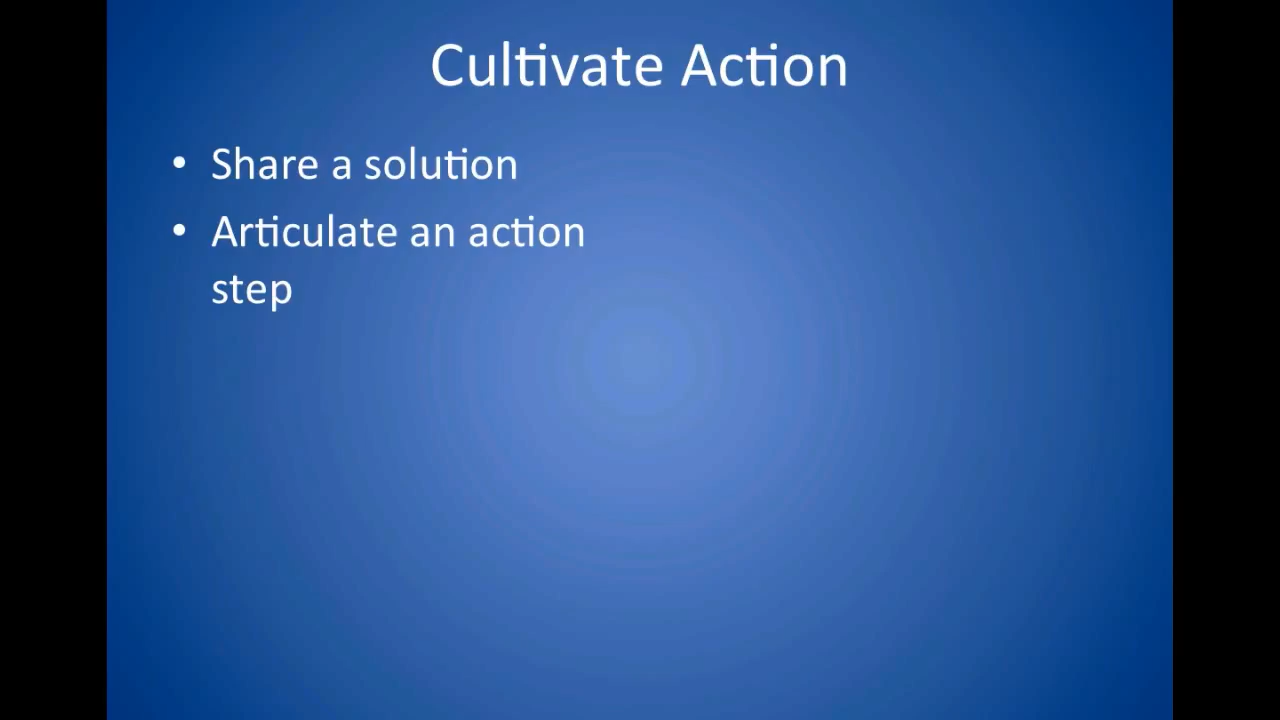 Cultivate Action
• Share a solution
• Articulate an action
step